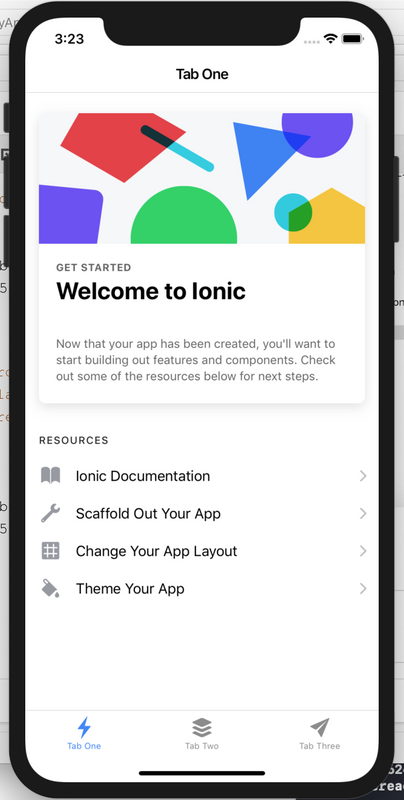 3:23
Tab One
GET STARTED
Welcome to Ionic
Now that your app has been created, you'll want to
start building out features and components. Check
out some of the resources below for next steps.
RESOURCES
Ionic Documentation
Scaffold Out Your App
Change Your App Layout
Theme Your App
Tab One
Tab Two
Tab Three